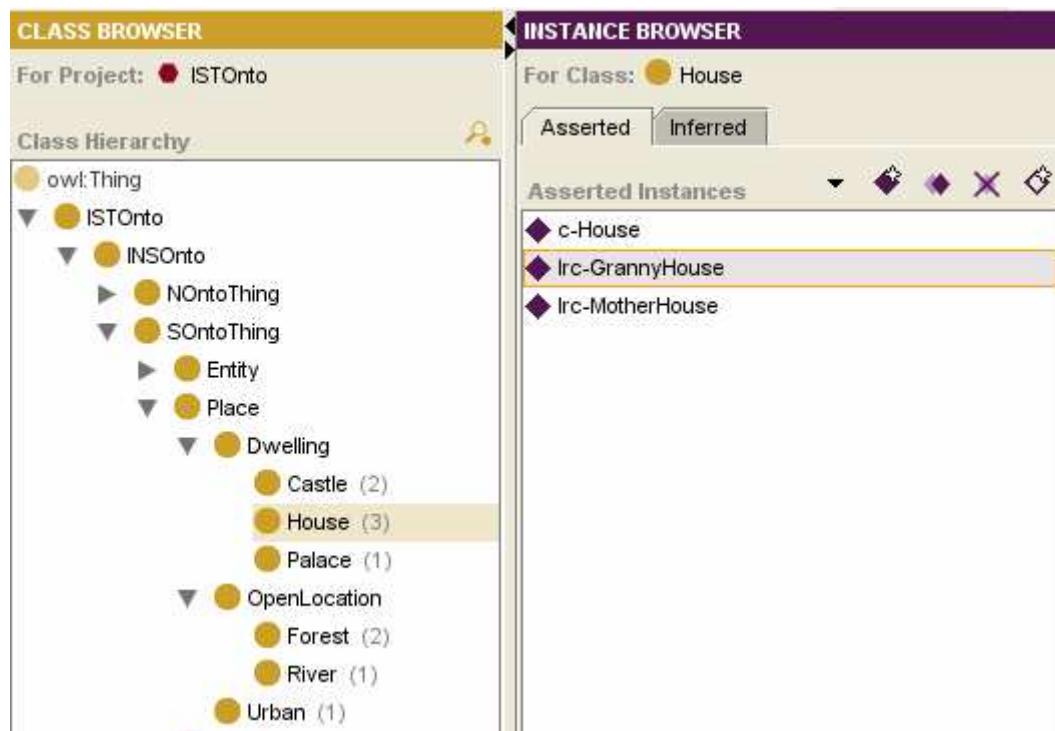 CLASS BROWSER
For Project: ISTOnto
Class Hierarchy
owl:Thing
ISTOnto
INSOnto
NOntoThing
SOntoThing
Entity
Place
Dwelling
Castle (2)
House (3)
Palace (1)
OpenLocation
Forest (2)
River (1)
Urban (1)
INSTANCE BROWSER
For Class: House
Asserted Inferred
Asserted Instances
c-House
lrc-GrannyHouse
lrc-MotherHouse